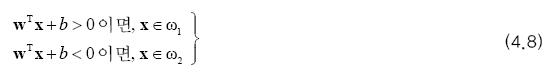 wᵀx + b > 0 이면, x ∈ ω₁
wᵀx + b < 0 이면, x ∈ ω₂
(4.8)